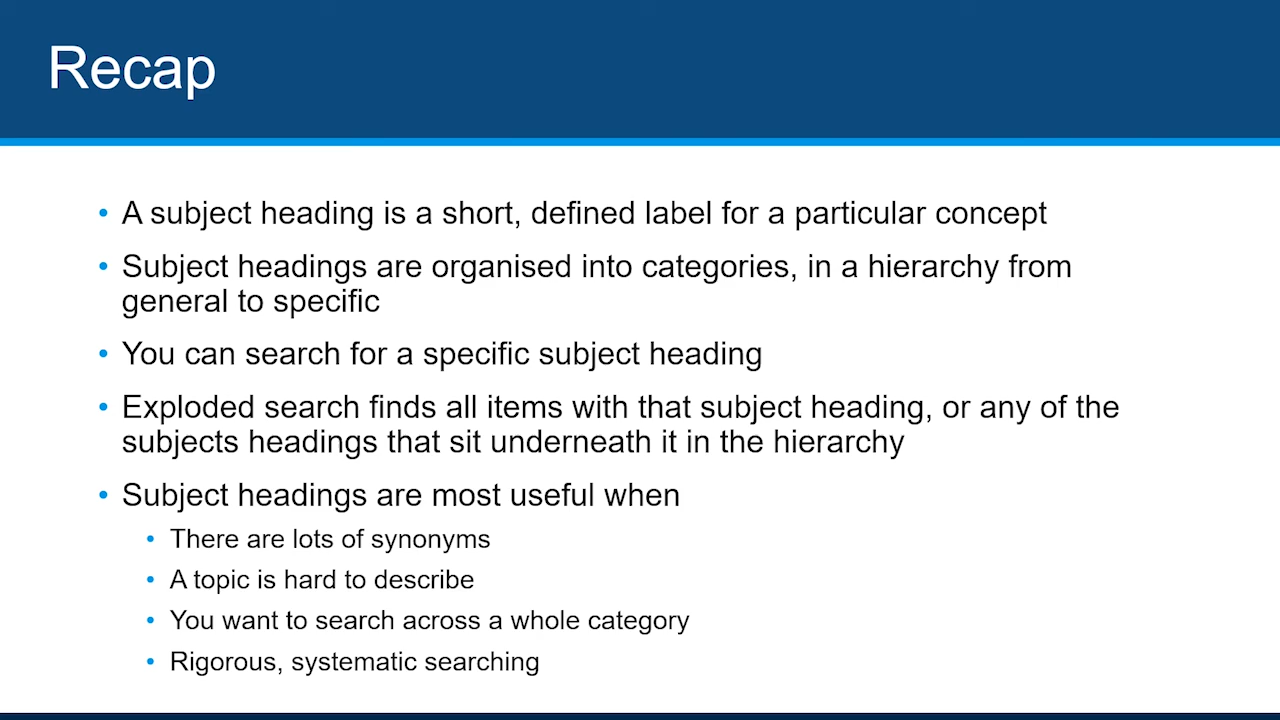 Recap
• A subject heading is a short, defined label for a particular concept
• Subject headings are organised into categories, in a hierarchy from
general to specific
• You can search for a specific subject heading
• Exploded search finds all items with that subject heading, or any of the
subjects headings that sit underneath it in the hierarchy
• Subject headings are most useful when
• There are lots of synonyms
• A topic is hard to describe
• You want to search across a whole category
• Rigorous, systematic searching